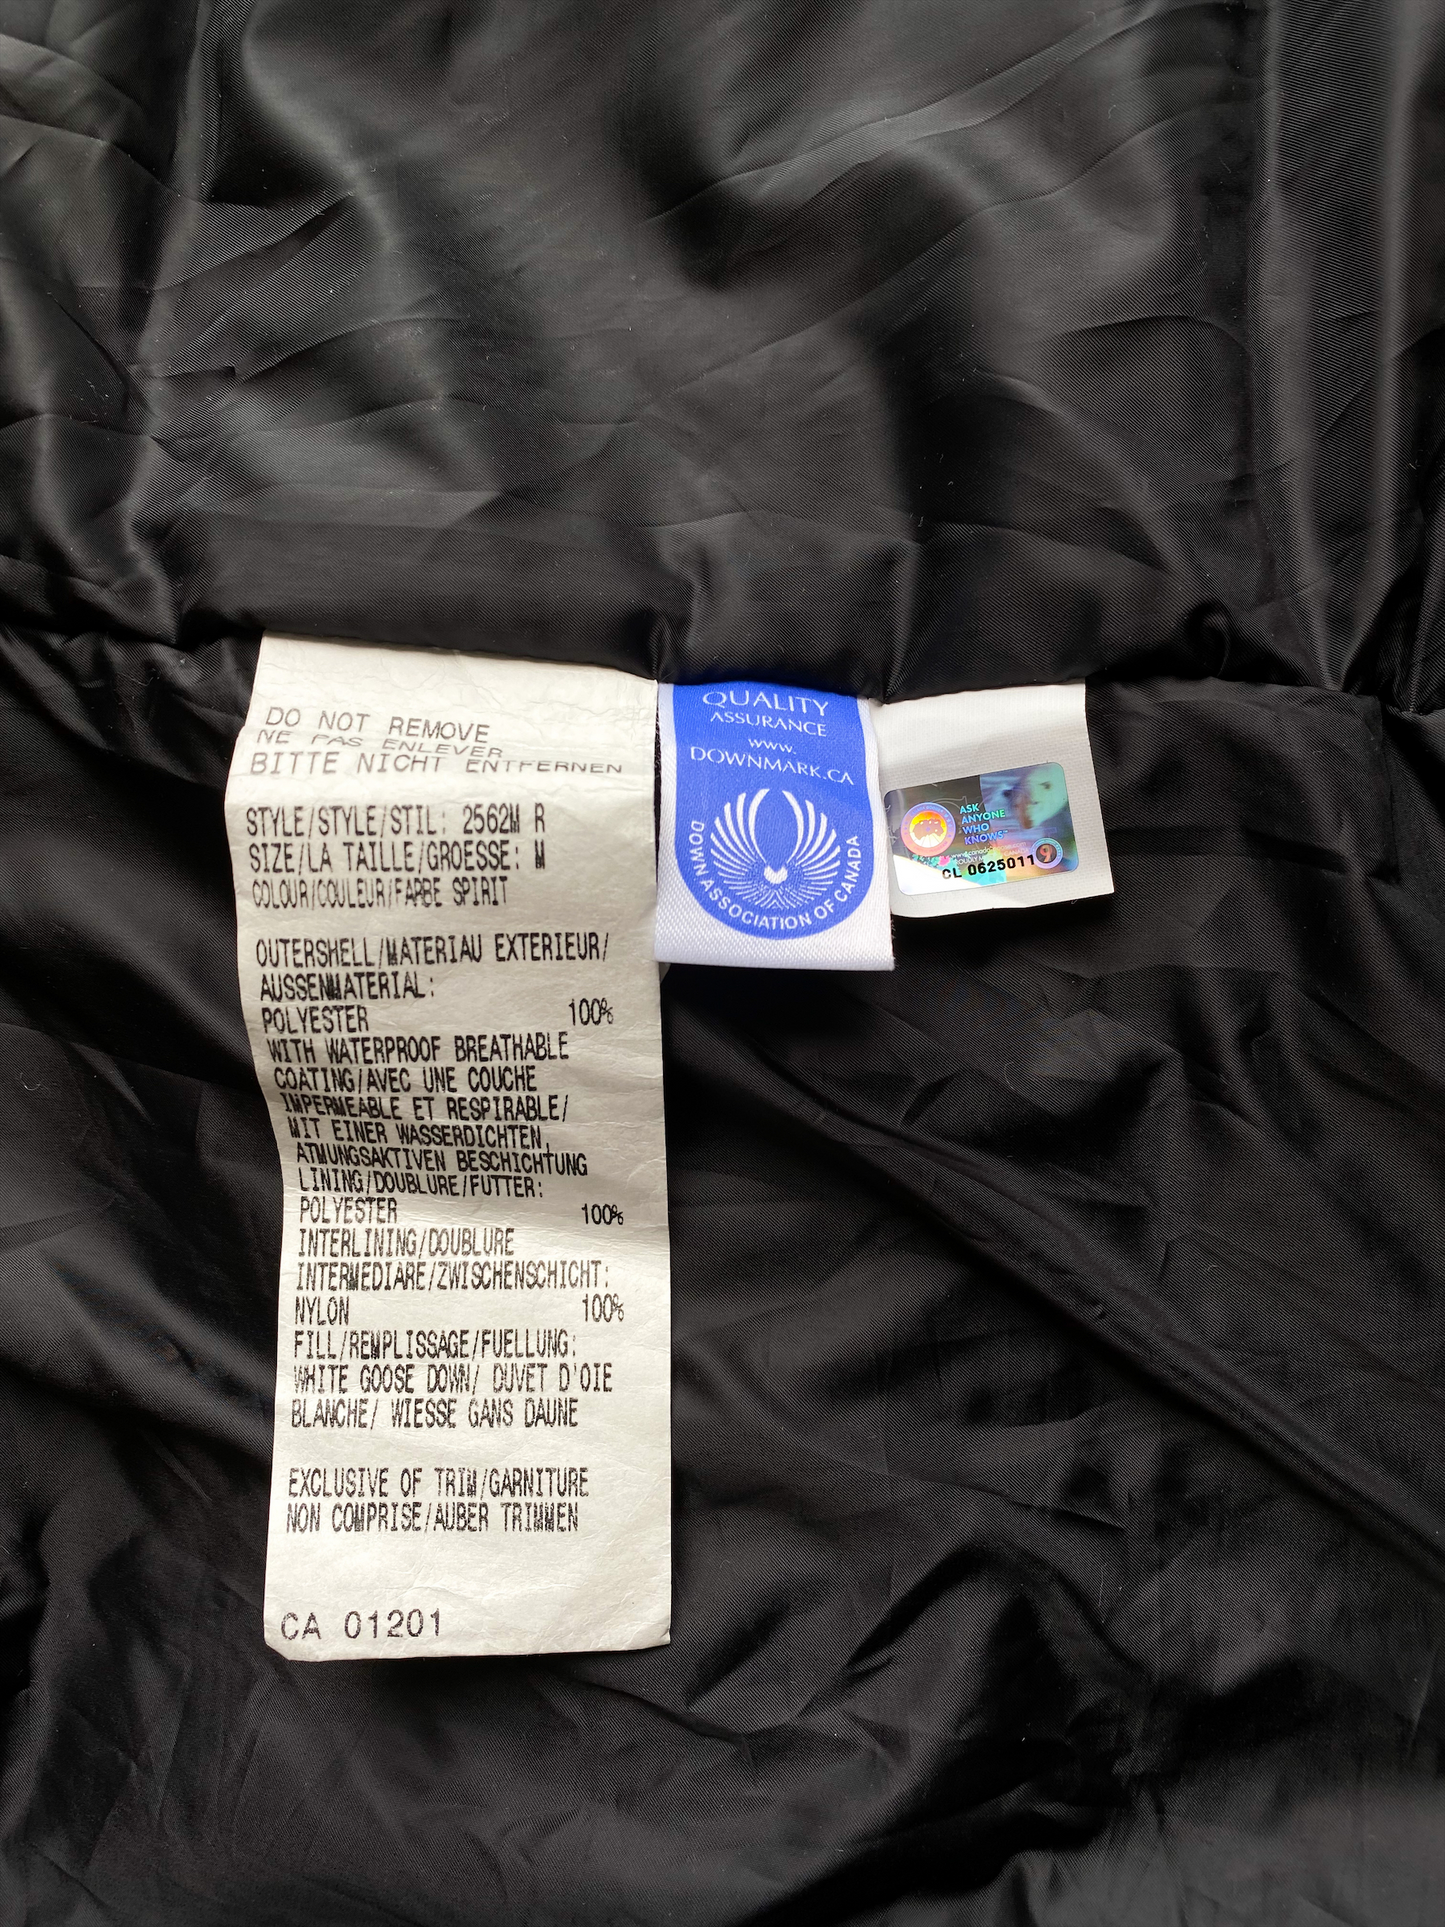 DO NOT REMOVE
NE PAS ENLEVER
BITTE NICHT ENTFERNEN
STYLE/STYLE/STIL: 2562M R
SIZE/LA TAILLE/GROESSE: M
COLOUR/COULEUR/FARBE SPIRIT
OUTERSHELL/MATERIAU EXTERIEUR/
AUSSENMATERIAL:
POLYESTER 100%
WITH WATERPROOF BREATHABLE
COATING/AVEC UNE COUCHE
IMPERMEABLE ET RESPIRABLE/
MIT EINER WASSERDICHTEN,
ATMUNGSAKTIVEN BESCHICHTUNG
LINING/DOUBLURE/FUTTER:
POLYESTER 100%
INTERLINING/DOUBLURE
INTERMEDIARE/ZWISCHENSCHICHT:
NYLON 100%
FILL/REMPLISSAGE/FUELLUNG:
WHITE GOOSE DOWN/ DUVET D'OIE
BLANCHE/ WIESSE GANS DAUNE
EXCLUSIVE OF TRIM/GARNITURE
NON COMPRISE/AUBER TRIMMEN
CA 01201
QUALITY
ASSURANCE
www.
DOWNMARK.CA
DOWN ASSOCIATION OF CANADA
ASK
ANYONE
WHO
KNOWS
CL 0625011